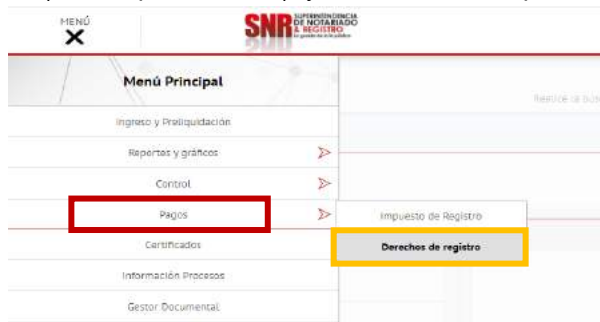 MENÚ
SNR SUPERINTENDENCIA
DE NOTARIADO
& REGISTRO
Menú Principal
Ingreso y Preliquidación
Reportes y gráficos
Control
Pagos
Impuesto de Registro
Certificados
Derechos de registro
Información Procesos
Gestor Documental